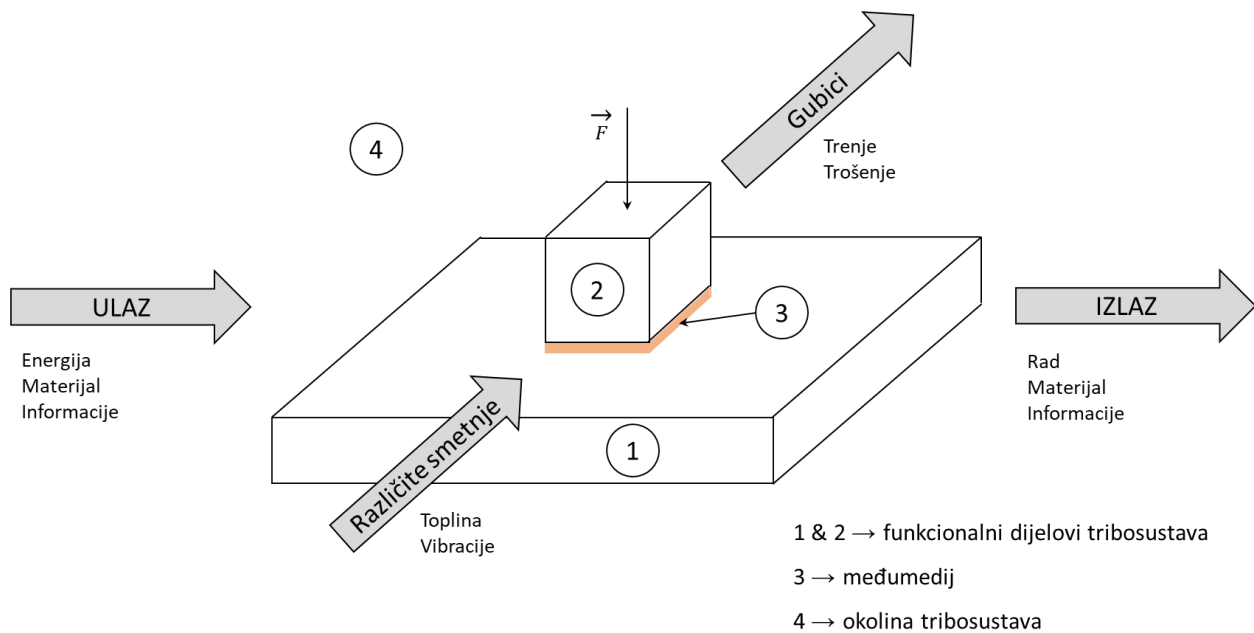 Gubici
Trenje
Trošenje
F
4
2
3
ULAZ
Energija
Materijal
Informacije
IZLAZ
Rad
Materijal
Informacije
Različite smetnje
Toplina
Vibracije
1
1 & 2 → funkcionalni dijelovi tribosustava
3 → međumedij
4 → okolina tribosustava